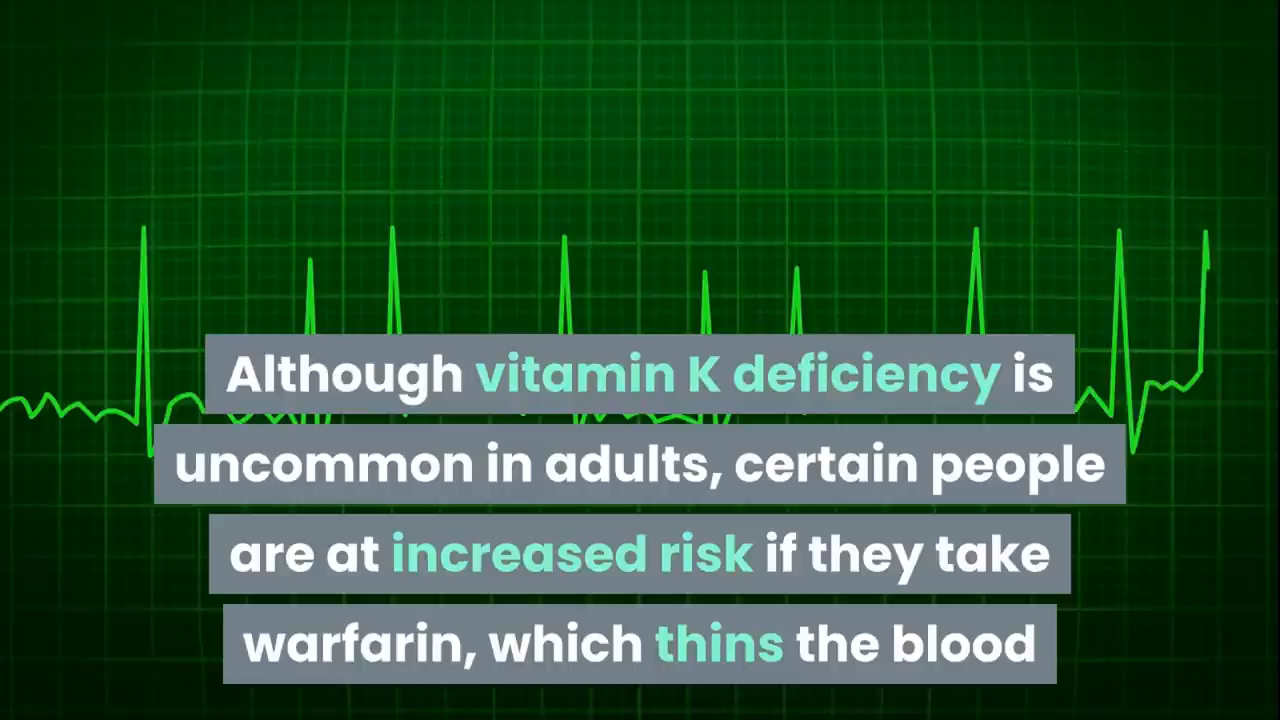 Although vitamin K deficiency is
uncommon in adults, certain people
are at increased risk if they take
warfarin, which thins the blood